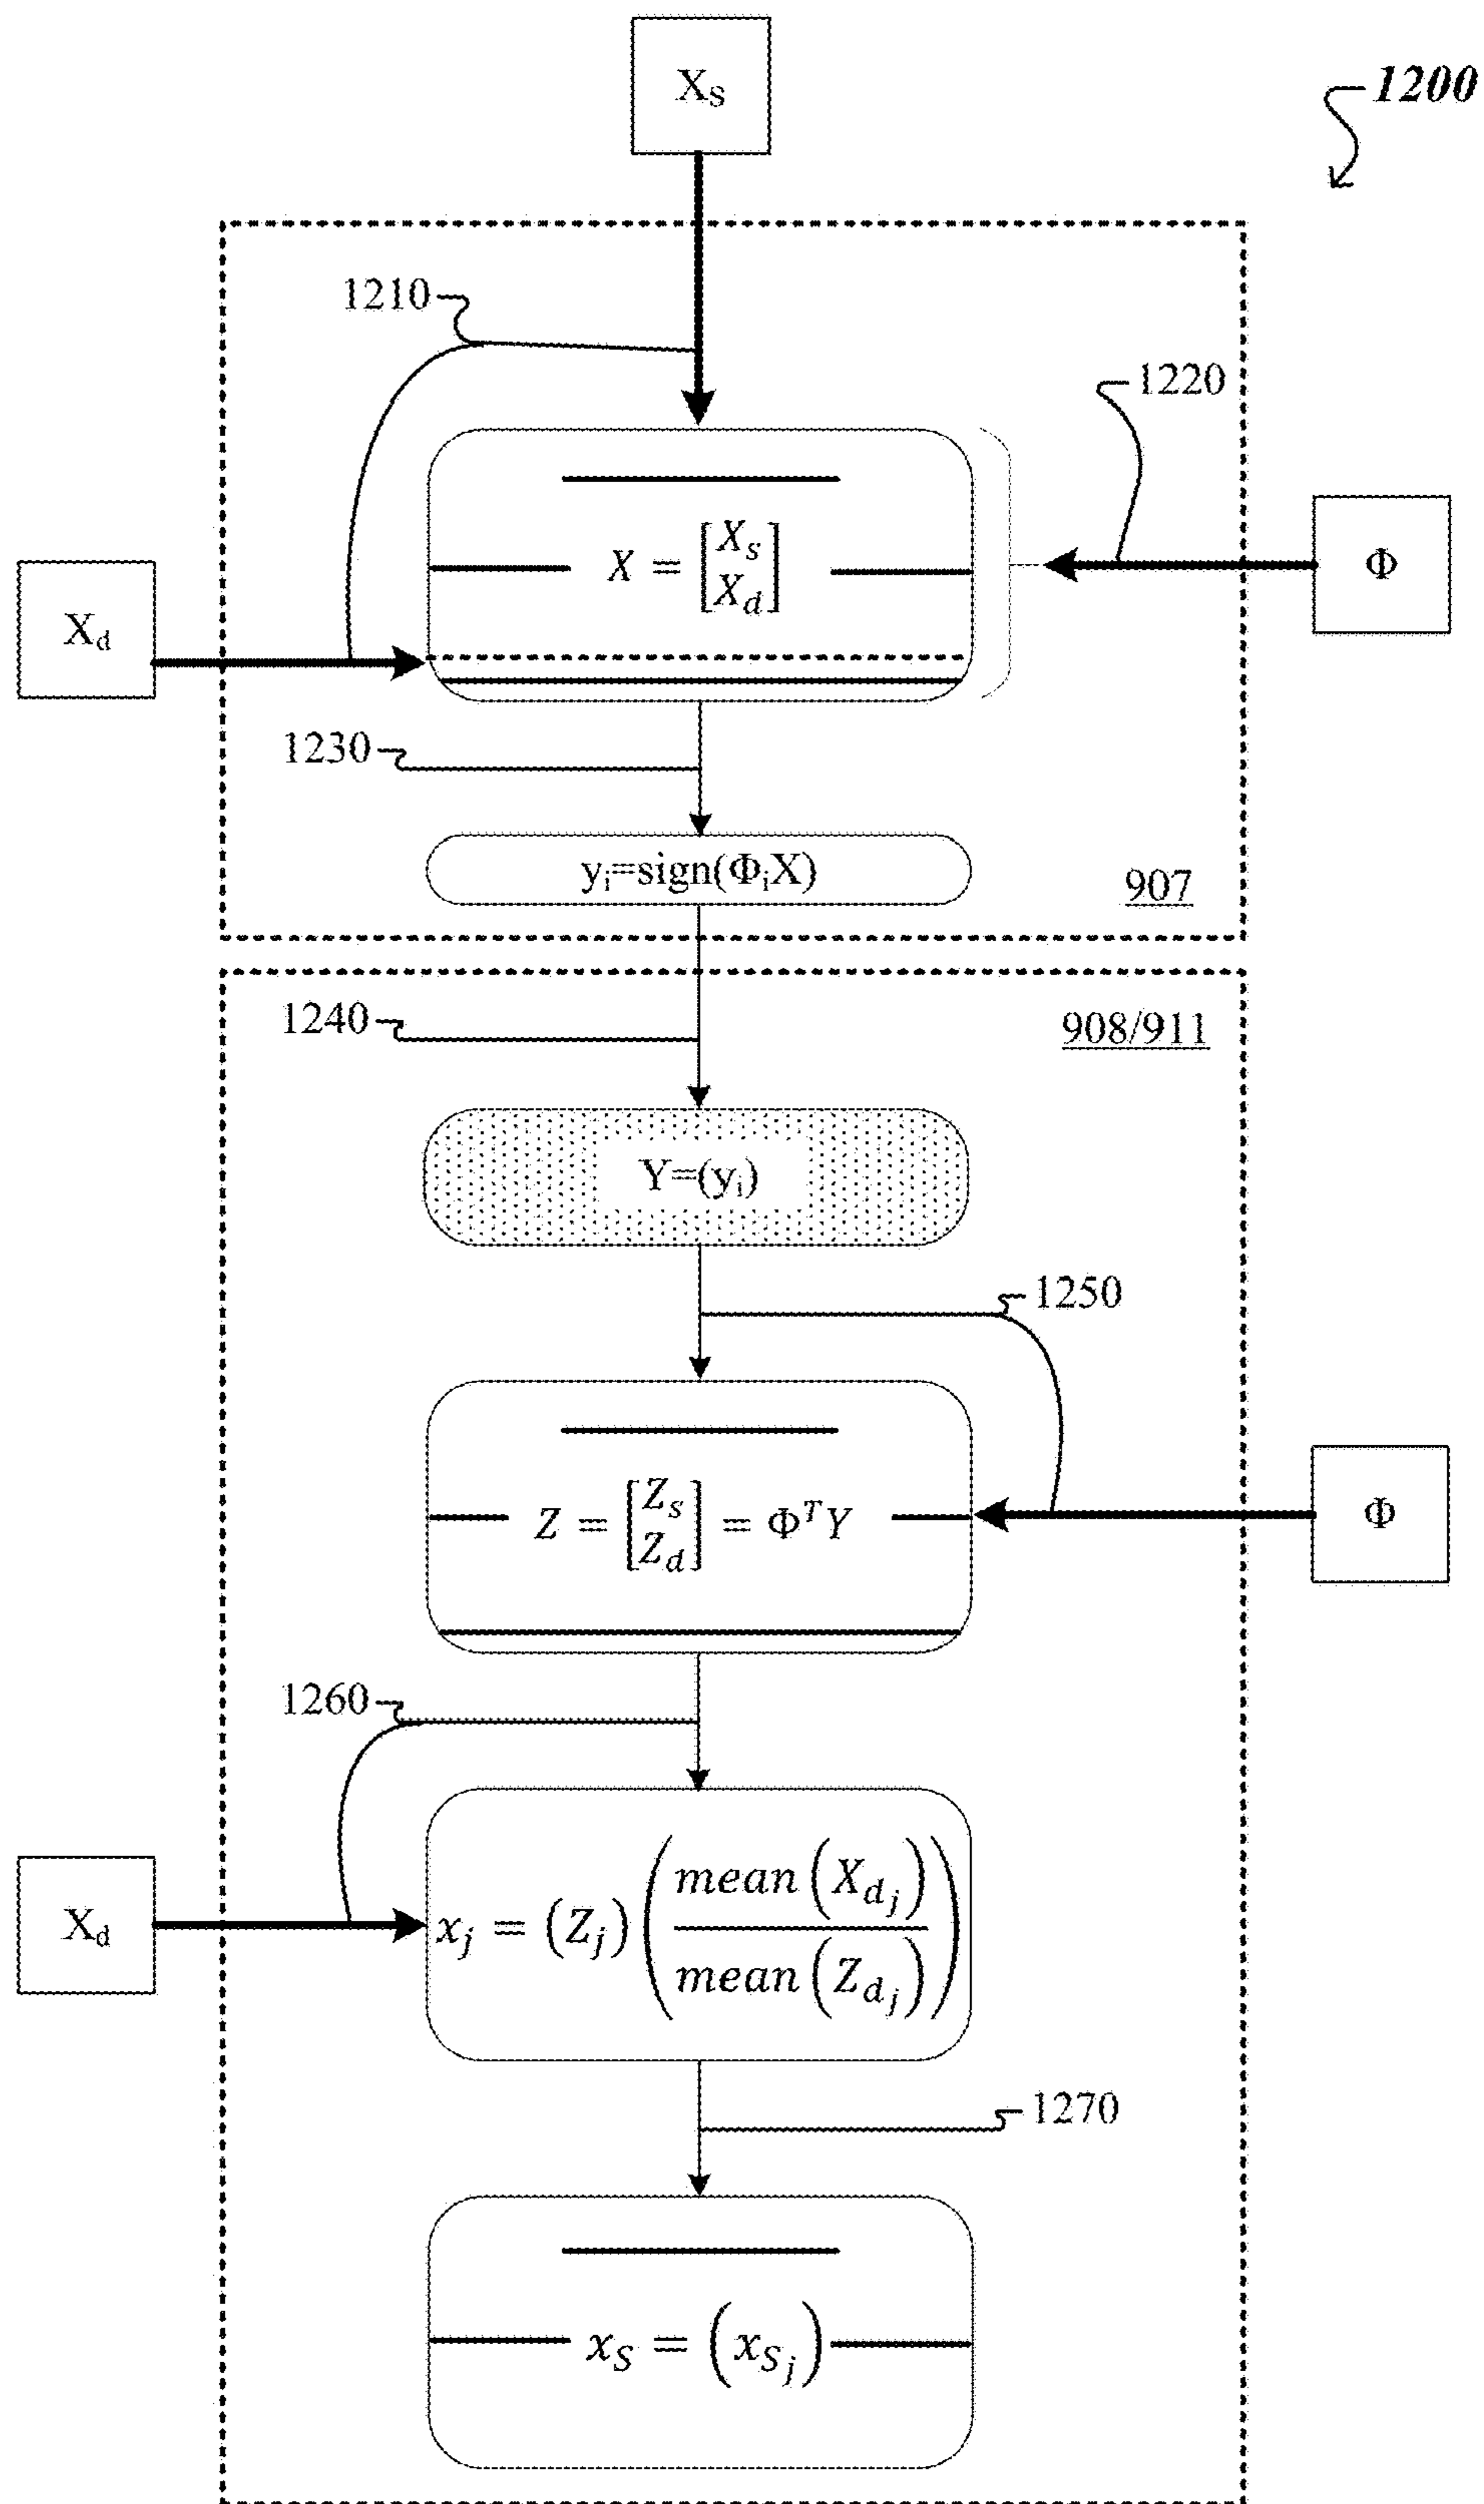 X_s
1200
1210
1220
X = [X_s
X_d]
Φ
X_d
1230
y_i=sign(Φ_iX)
907
1240
908/911
Y=(y_i)
1250
Z = [Z_s
Z_d] = Φ^T Y
Φ
1260
x_j = (Z_j) (mean (X_{d_j})
mean (Z_{d_j}))
X_d
1270
x_S = (x_{S_j})